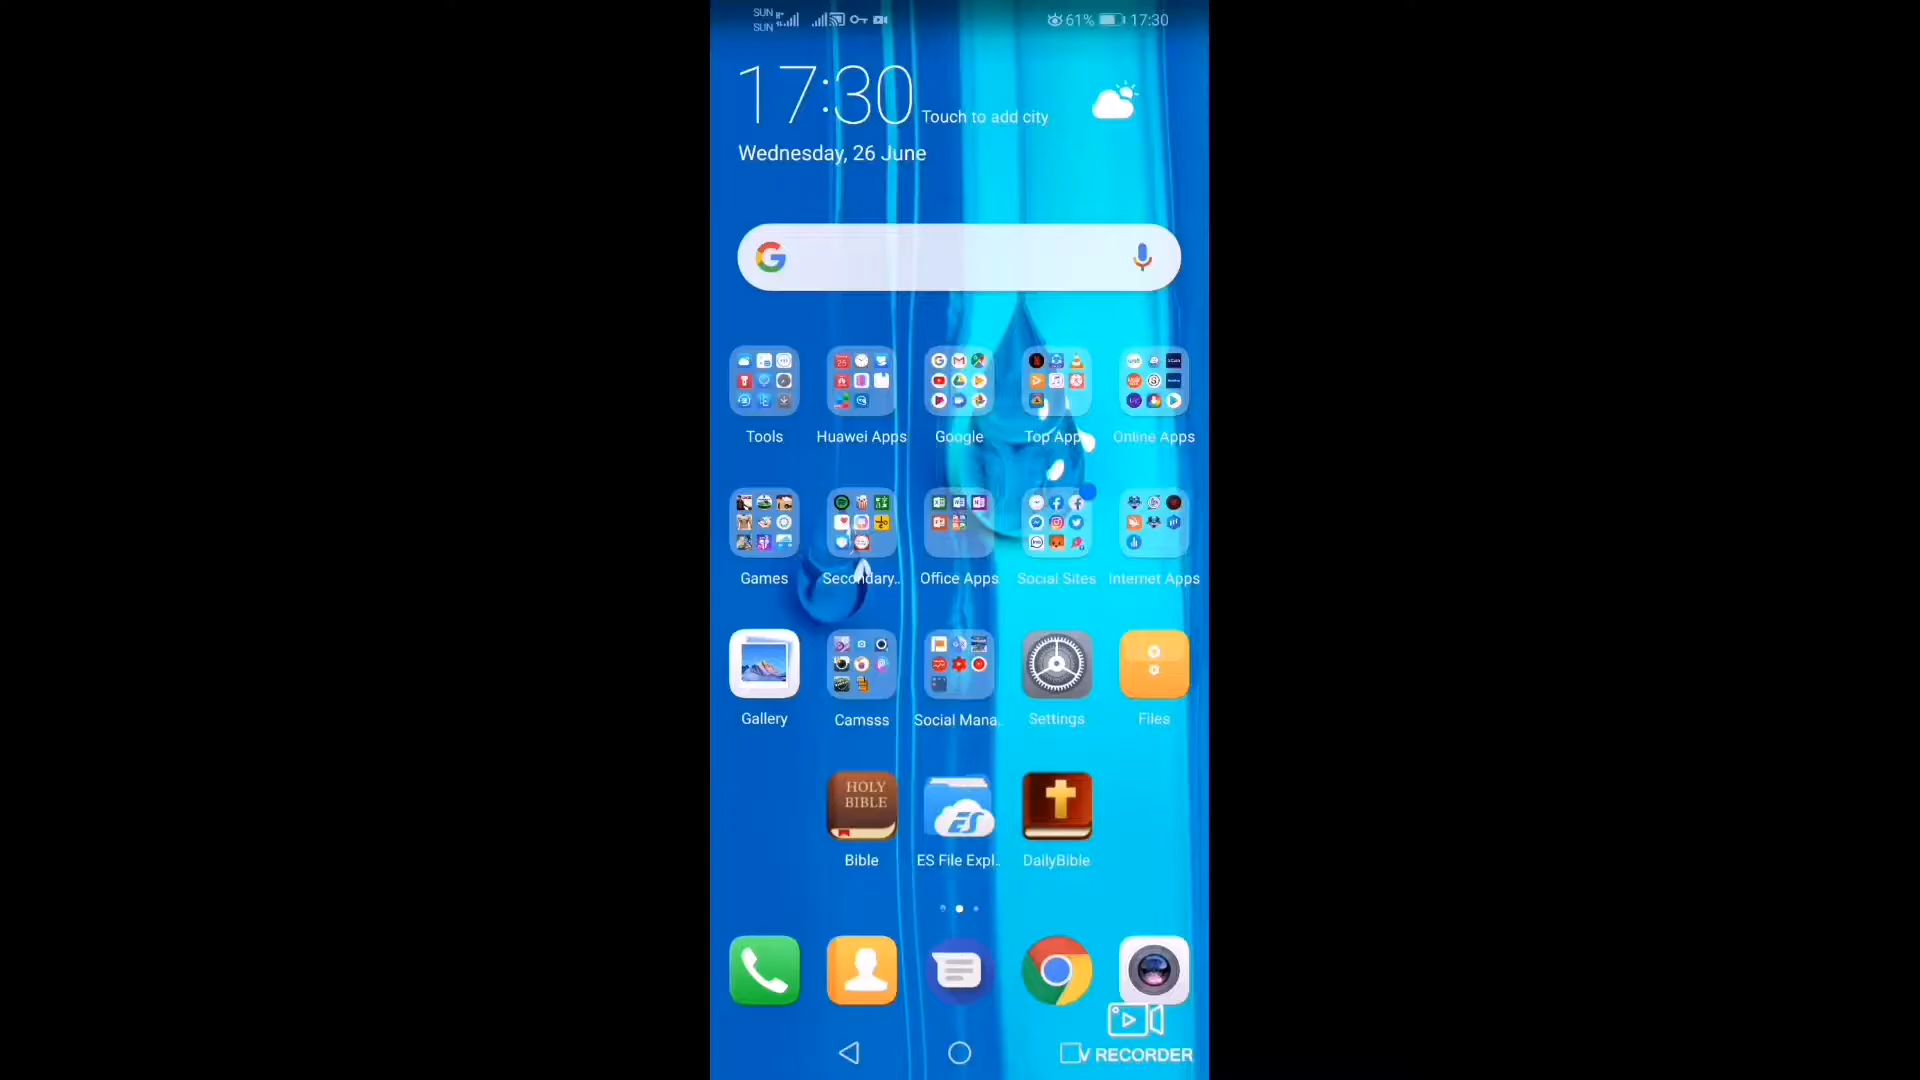 SUN
SUN
61% 17:30
17:30 Touch to add city
Wednesday, 26 June
Tools Huawei Apps Google Top App Online Apps
Games Secondary.. Office Apps Social Sites Internet Apps
Gallery Camsss Social Mana.. Settings Files
HOLY
BIBLE
ES
Bible ES File Expl.. DailyBible
V RECORDER